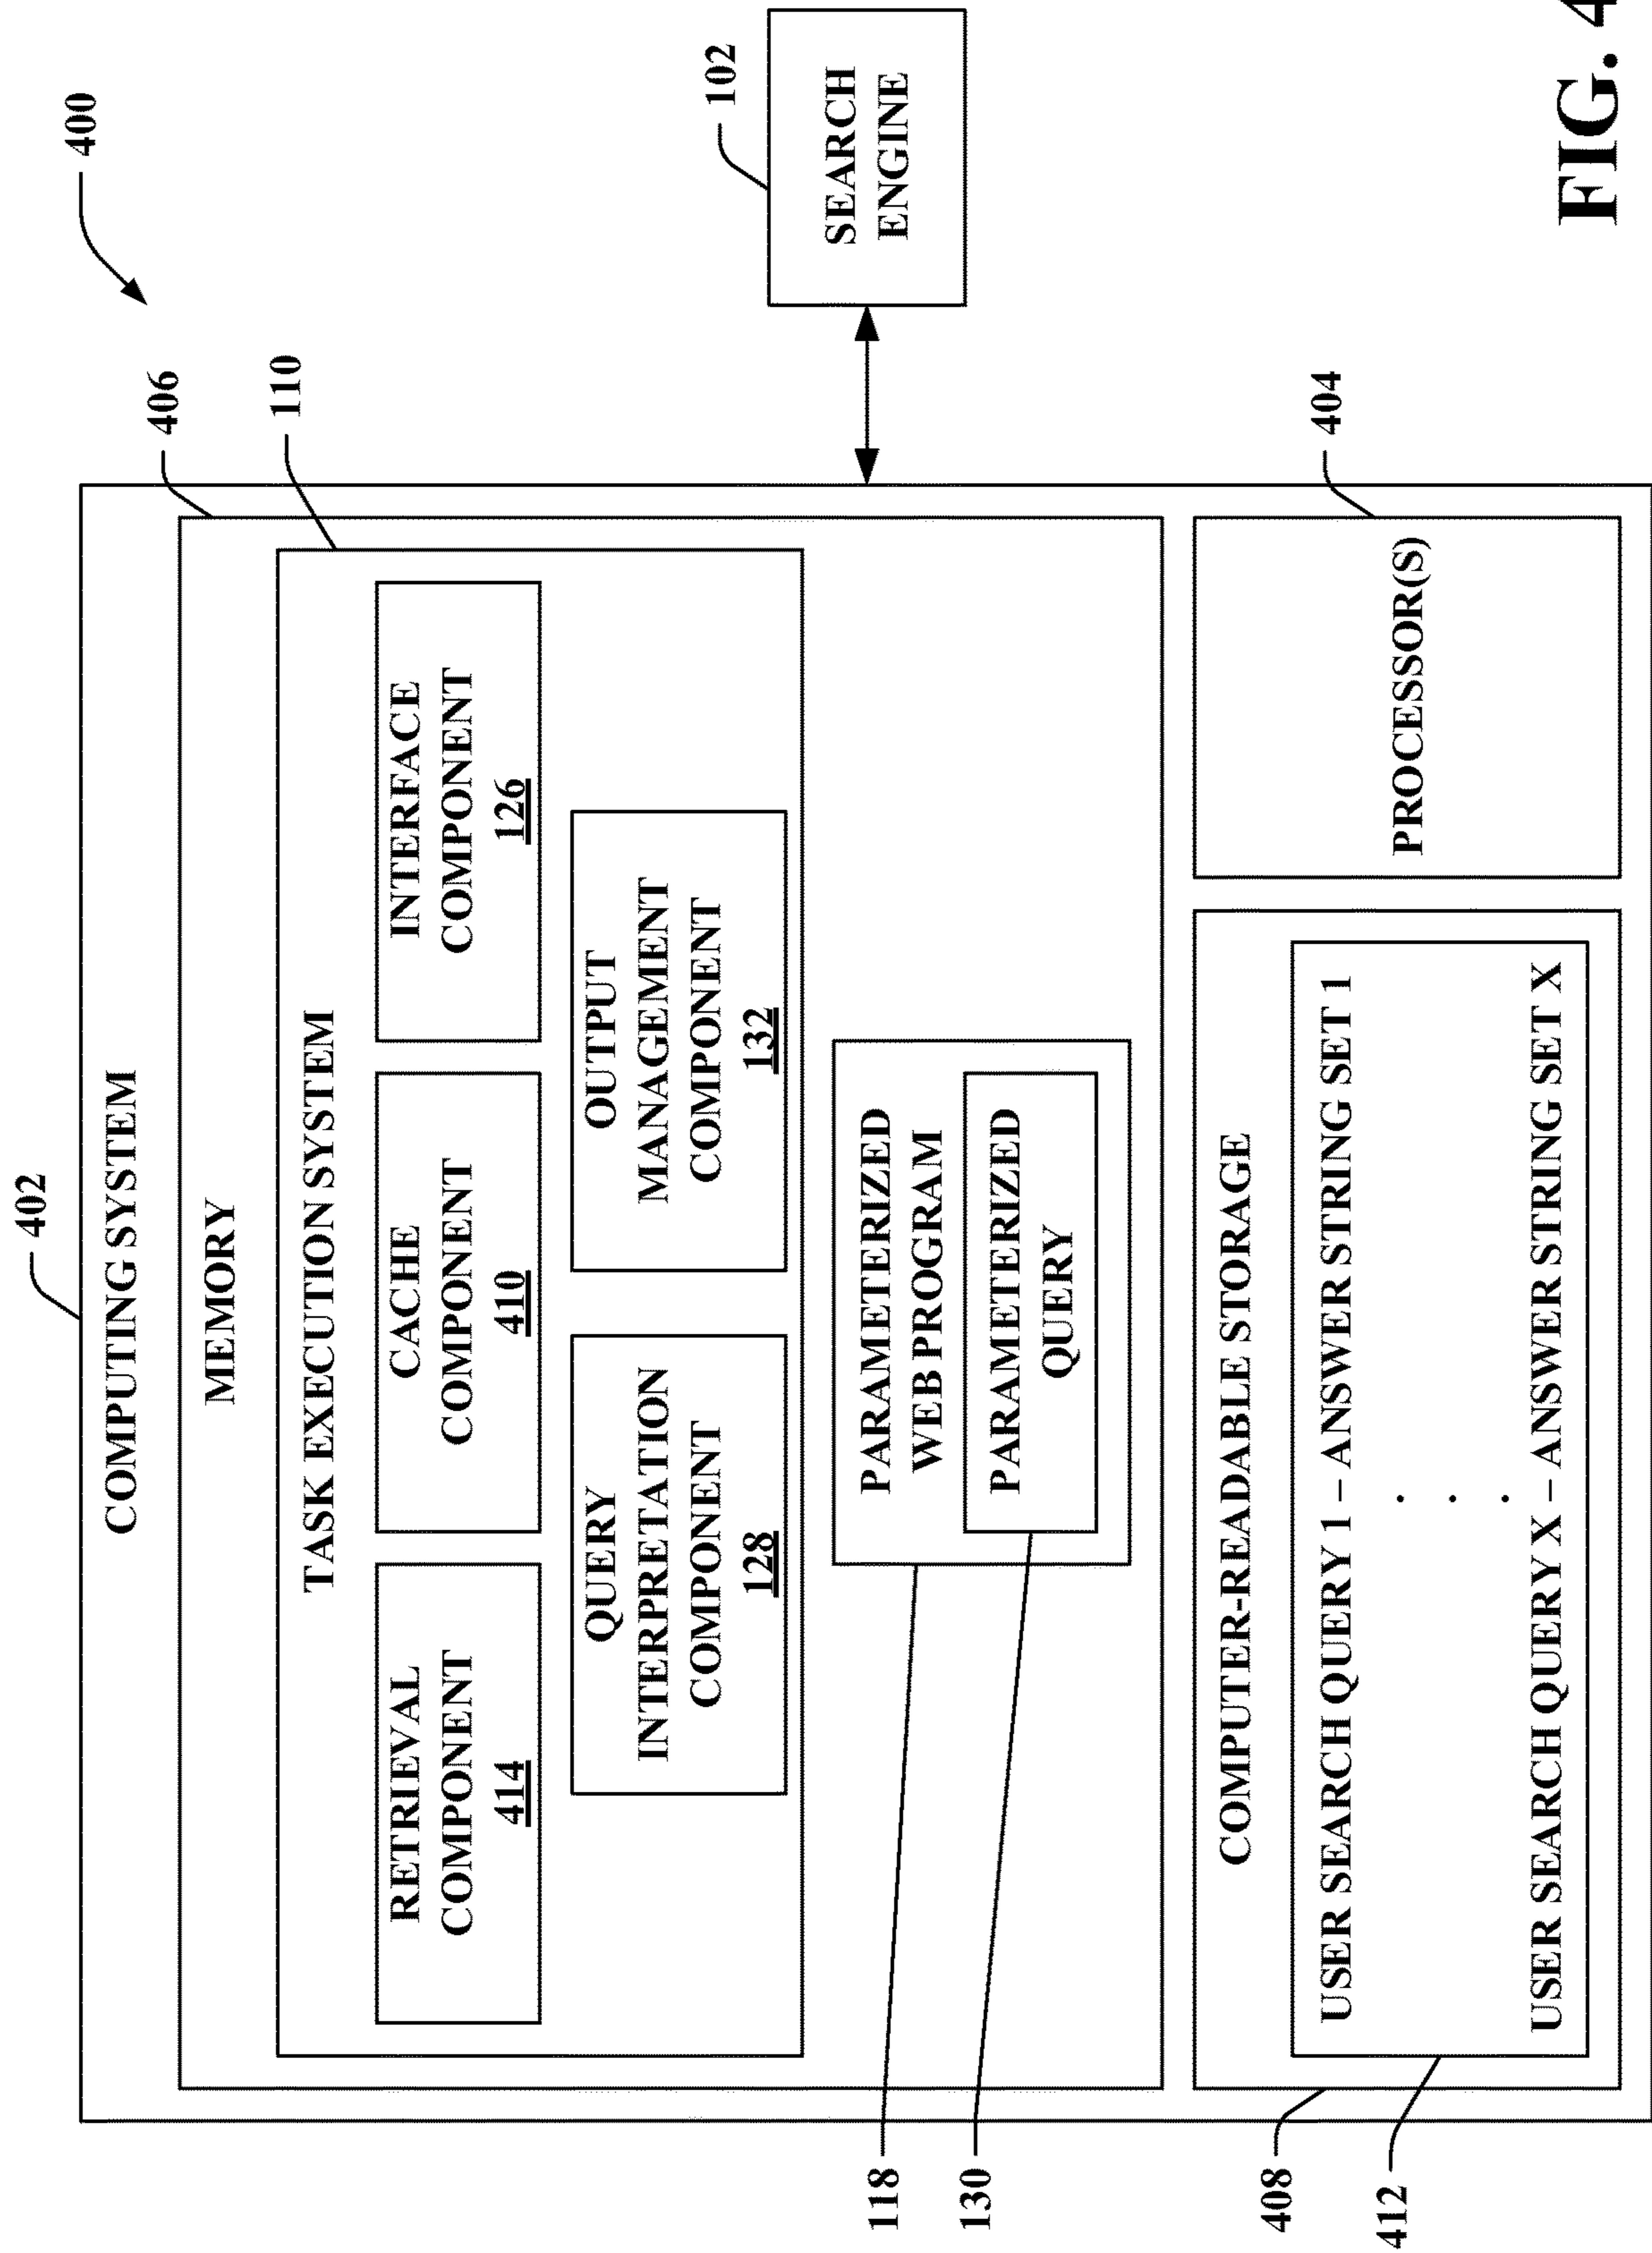 400
402
COMPUTING SYSTEM
406
MEMORY
110
TASK EXECUTION SYSTEM
RETRIEVAL
COMPONENT
414
CACHE
COMPONENT
410
INTERFACE
COMPONENT
126
QUERY
INTERPRETATION
COMPONENT
128
OUTPUT
MANAGEMENT
COMPONENT
132
102
SEARCH
ENGINE
118
PARAMETERIZED
WEB PROGRAM
130
PARAMETERIZED
QUERY
408
COMPUTER-READABLE STORAGE
412
USER SEARCH QUERY 1 – ANSWER STRING SET 1
.
.
.
USER SEARCH QUERY X – ANSWER STRING SET X
404
PROCESSOR(S)
FIG. 4